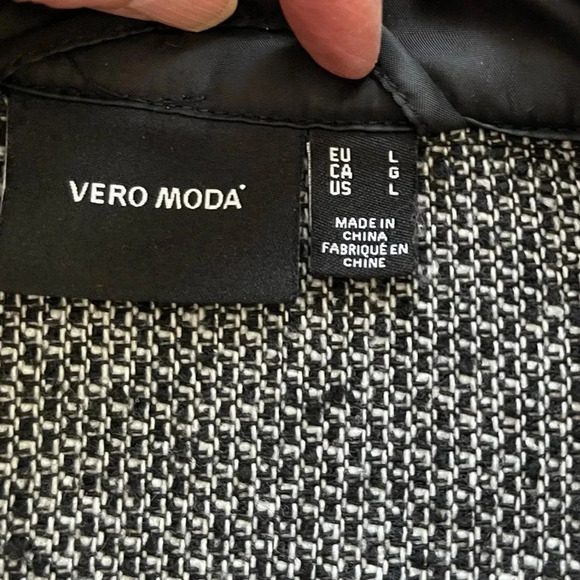 VERO MODA
EU L
CA G
US L
MADE IN
CHINA
FABRIQUÉ EN
CHINE